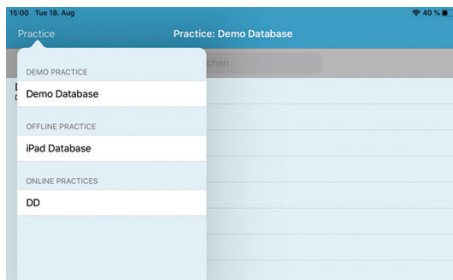 15:00 Tue 18. Aug 40 %
Practice Practice: Demo Database
chen
DEMO PRACTICE
Demo Database
OFFLINE PRACTICE
iPad Database
ONLINE PRACTICES
DD